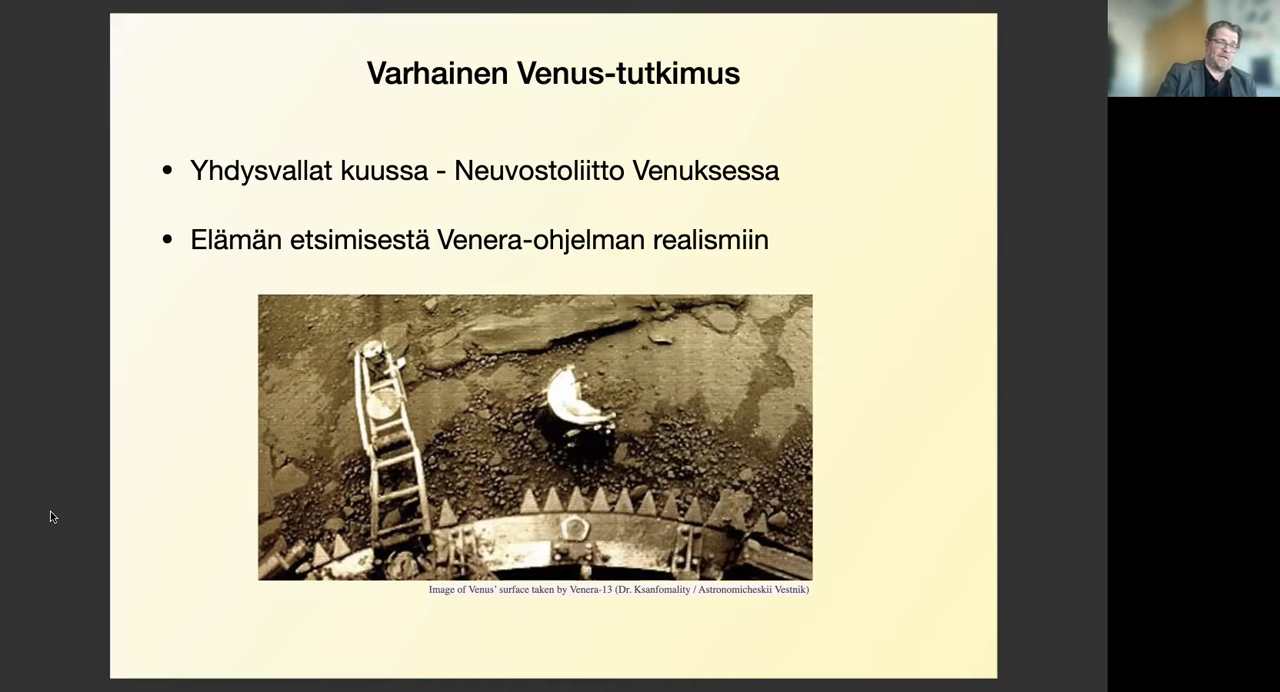 Varhainen Venus-tutkimus
• Yhdysvallat kuussa - Neuvostoliitto Venuksessa
• Elämän etsimisestä Venera-ohjelman realismiin
Image of Venus' surface taken by Venera-13 (Dr. Ksanfomality / Astronomicheskii Vestnik)